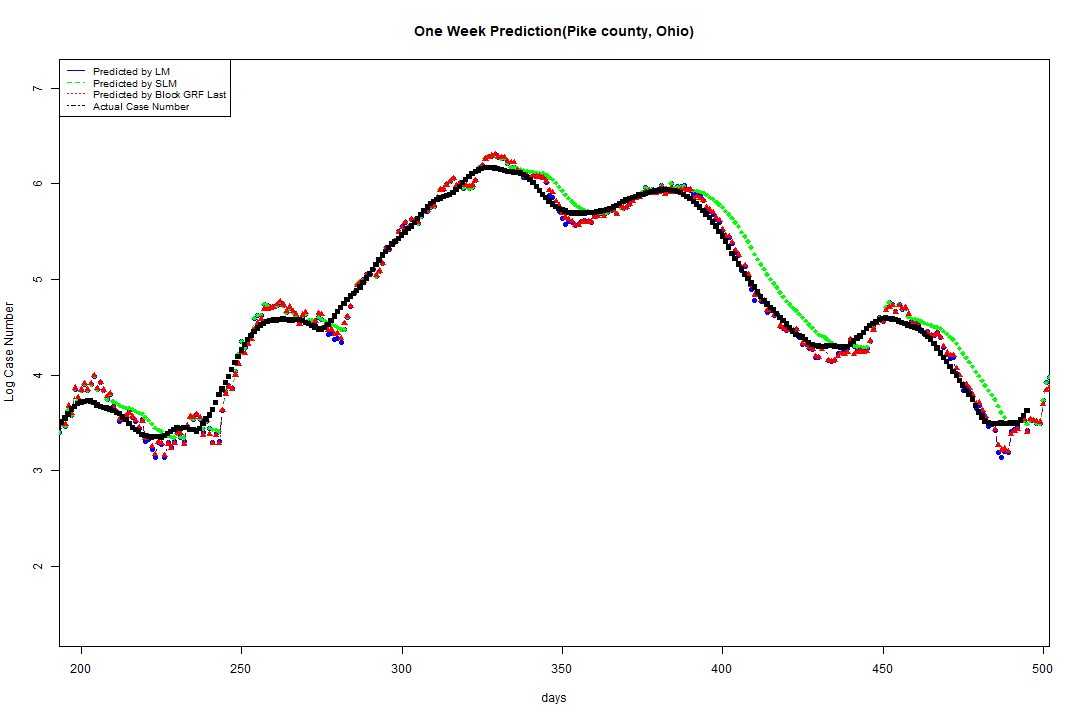 One Week Prediction(Pike county, Ohio)
Predicted by LM
Predicted by SLM
Predicted by Block GRF Last
Actual Case Number
7
6
5
4
3
2
Log Case Number
200 250 300 350 400 450 500
days